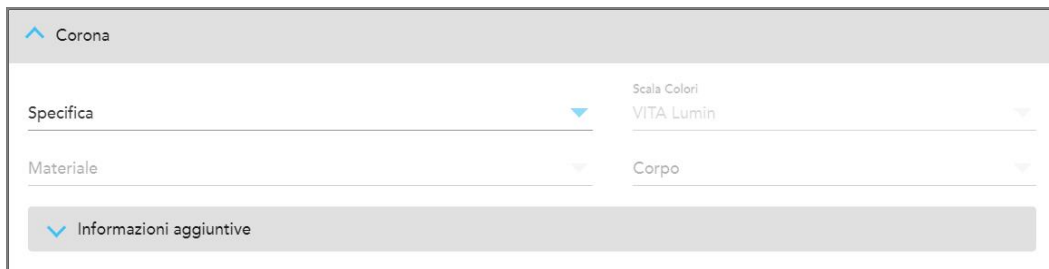 Corona
Scala Colori
Specifica
VITA Lumin
Materiale
Corpo
Informazioni aggiuntive